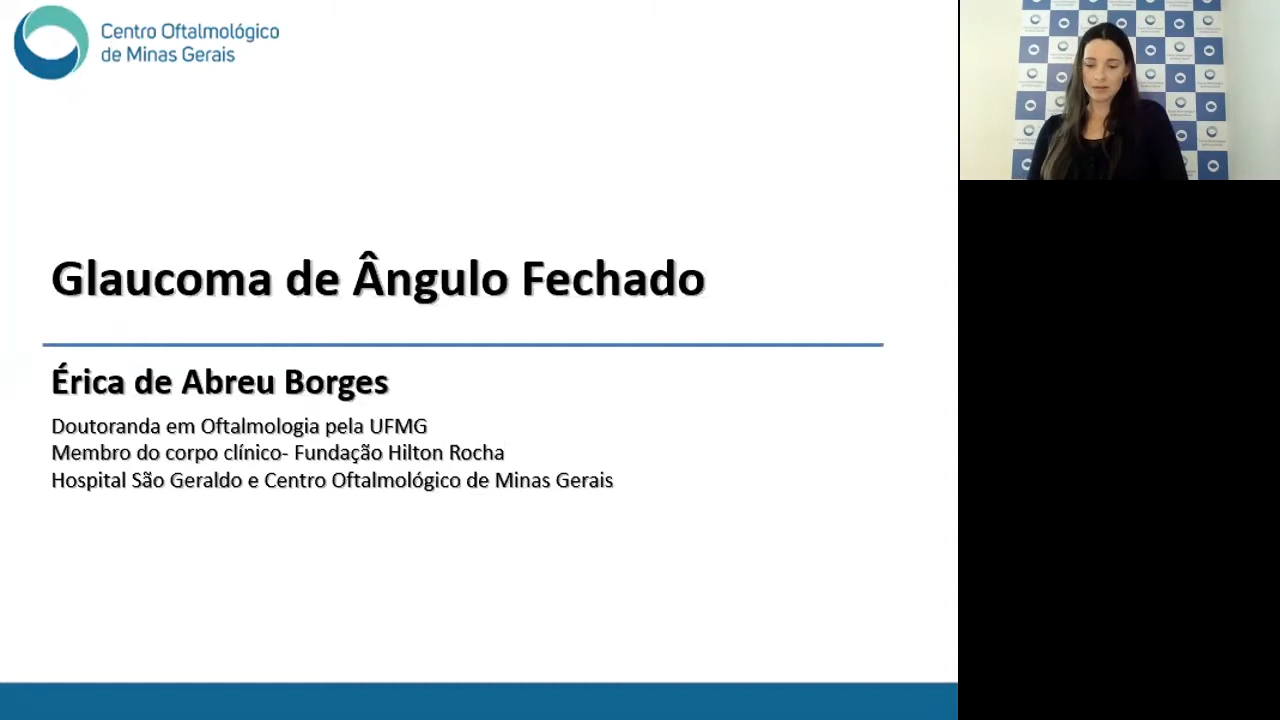 Centro Oftalmológico
de Minas Gerais
Glaucoma de Ângulo Fechado
Érica de Abreu Borges
Doutoranda em Oftalmologia pela UFMG
Membro do corpo clínico- Fundação Hilton Rocha
Hospital São Geraldo e Centro Oftalmológico de Minas Gerais